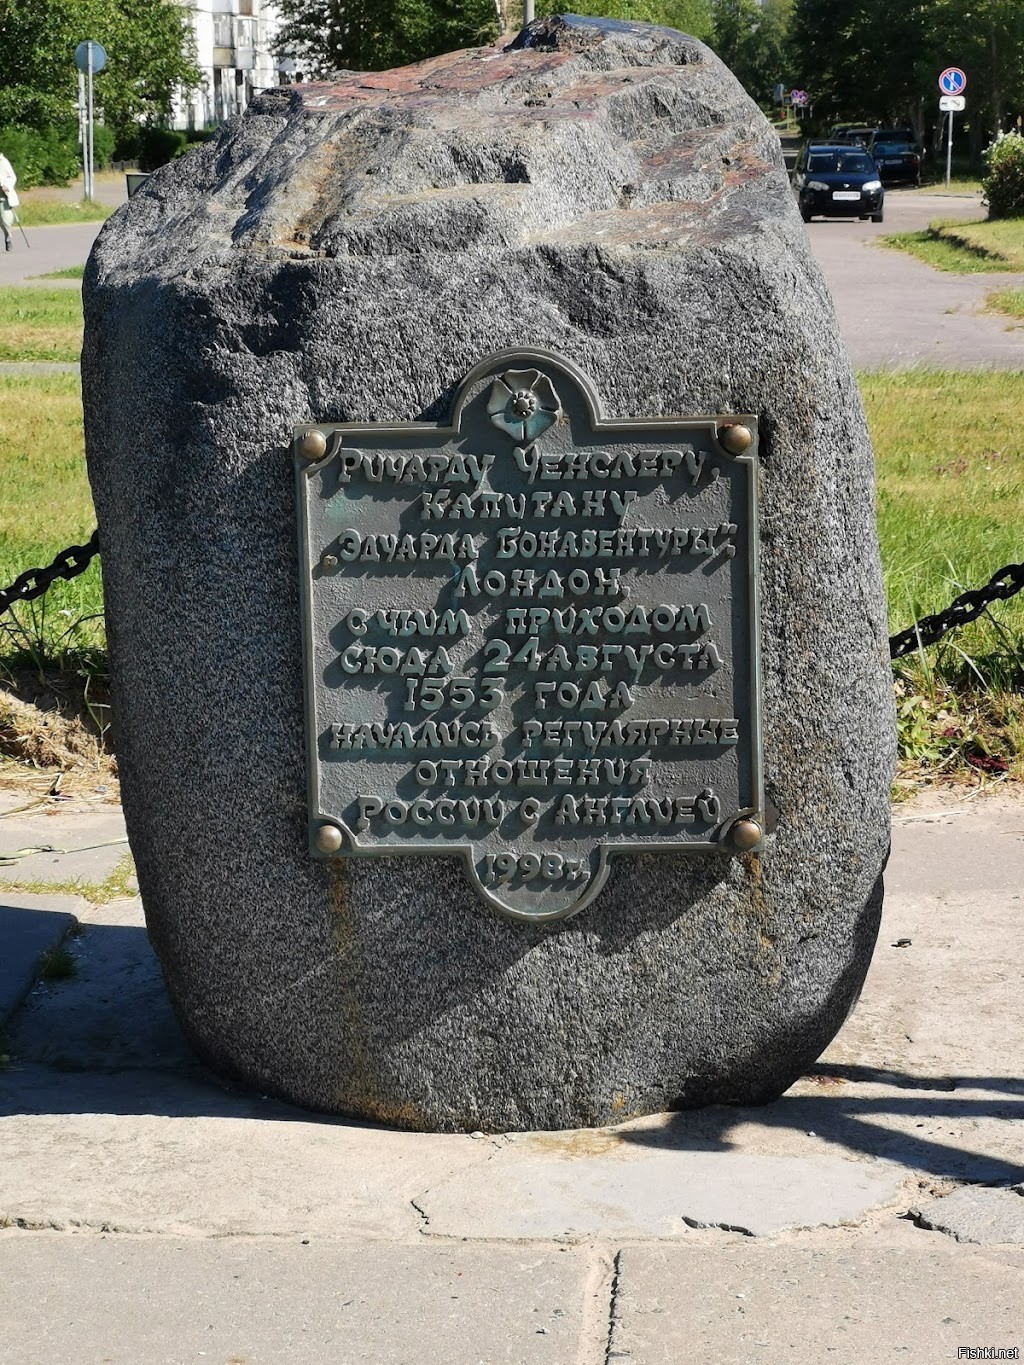 Ричарду Ченслеру,
Капитану
„Эдуарда Бонавентуры”,
Лондон,
с чьим приходом
сюда 24 августа
1553 года
начались регулярные
отношения
России с Англией
1998 г.
Fishki.net